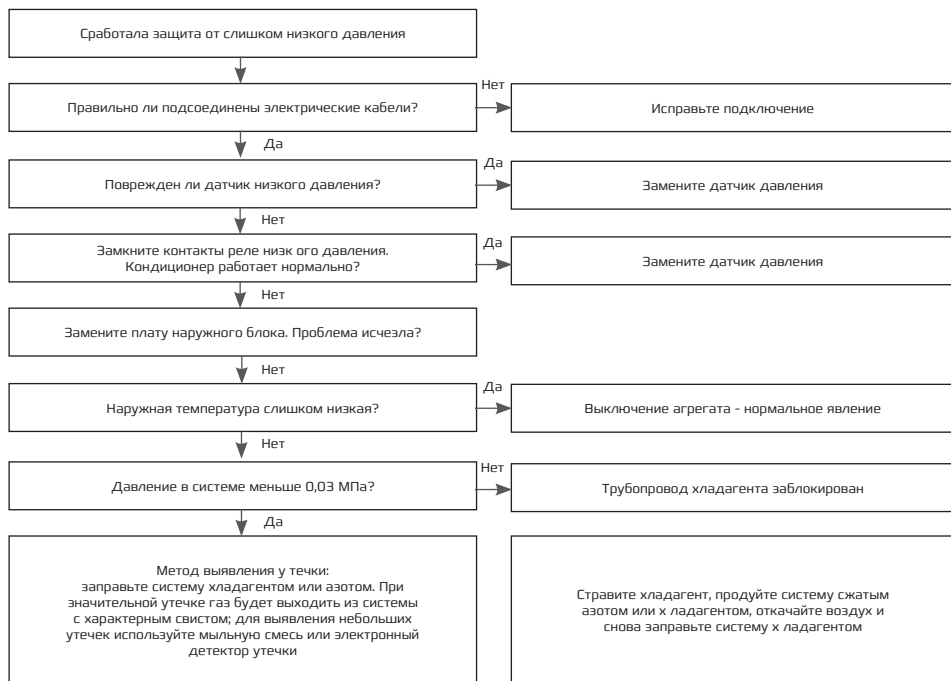 Сработала защита от слишком низкого давления
Правильно ли подсоединены электрические кабели?
Нет
Исправьте подключение
Да
Поврежден ли датчик низкого давления?
Да
Замените датчик давления
Нет
Замкните контакты реле низк ого давления.
Кондиционер работает нормально?
Да
Замените датчик давления
Нет
Замените плату наружного блока. Проблема исчезла?
Нет
Наружная температура слишком низкая?
Да
Выключение агрегата - нормальное явление
Нет
Давление в системе меньше 0,03 МПа?
Нет
Трубопровод хладагента заблокирован
Да
Метод выявления у течки:
заправьте систему хладагентом или азотом. При
значительной утечке газ будет выходить из системы
с характерным свистом; для выявления небольших
утечек используйте мыльную смесь или электронный
детектор утечки
Стравите хладагент, продуйте систему сжатым
азотом или х ладагентом, откачайте воздух и
снова заправьте систему х ладагентом